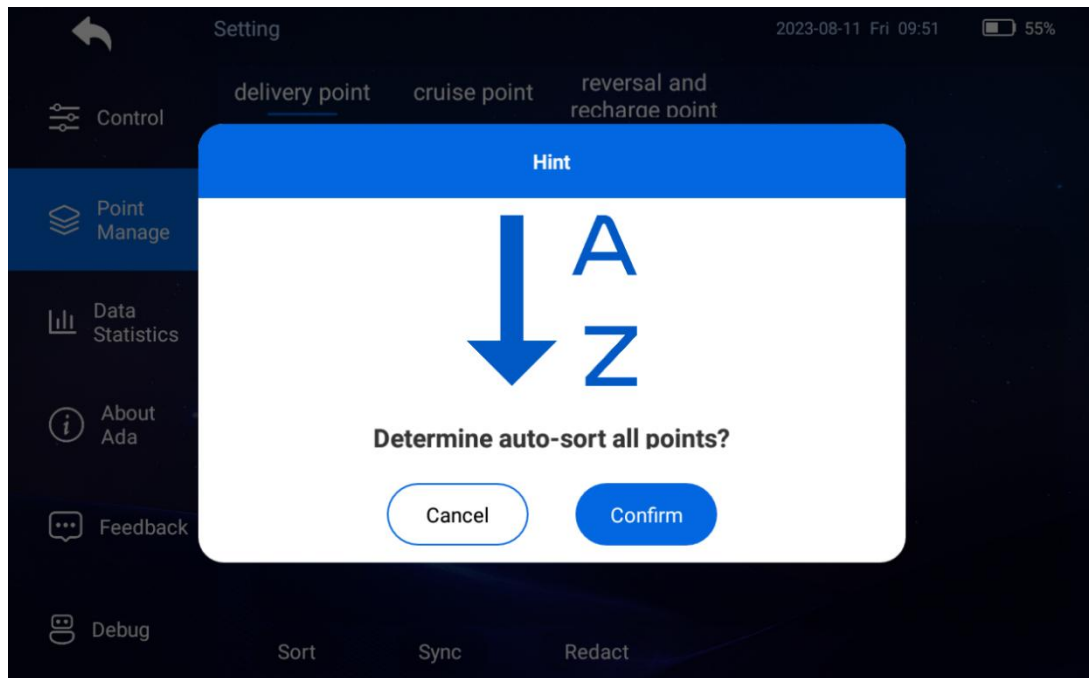 Setting
2023-08-11 Fri 09:51
55%
delivery point
cruise point
reversal and
recharge point
Control
Point
Manage
Data
Statistics
About
Ada
Feedback
Debug
Hint
A
Z
Determine auto-sort all points?
Cancel
Confirm
Sort
Sync
Redact